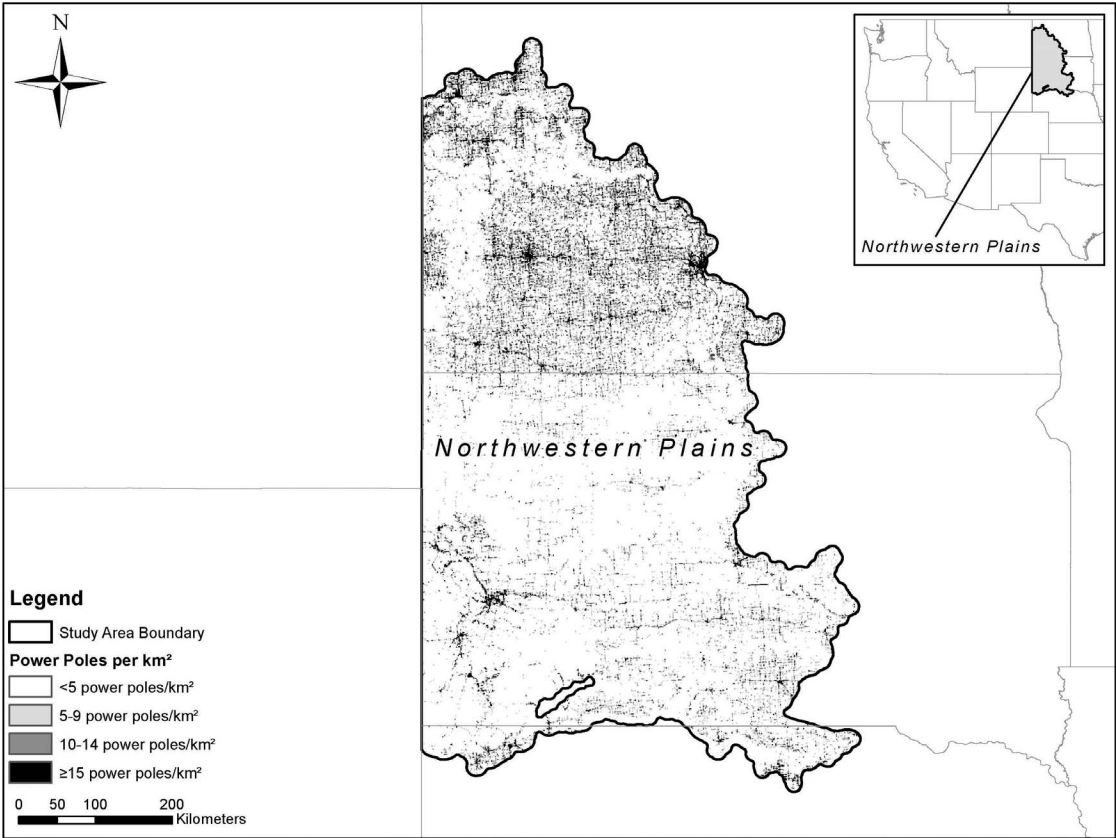 N
Northwestern Plains
Northwestern Plains
Legend
Study Area Boundary
Power Poles per km²
<5 power poles/km²
5-9 power poles/km²
10-14 power poles/km²
≥15 power poles/km²
0 50 100 200
Kilometers